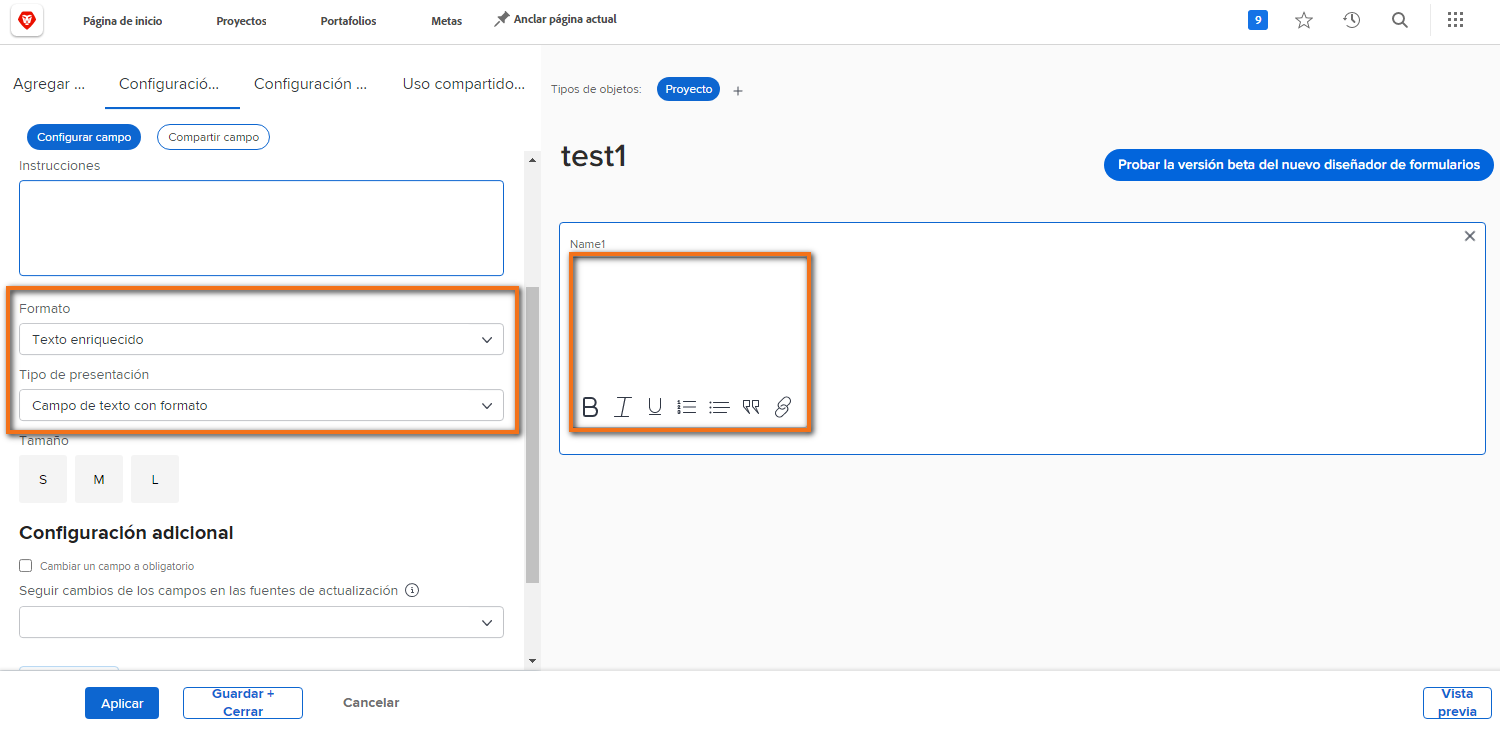 Página de inicio
Proyectos
Portafolios
Metas
Anclar página actual
9
Agregar ...
Configuració...
Configuración ...
Uso compartido...
Configurar campo
Compartir campo
Instrucciones
Formato
Texto enriquecido
Tipo de presentación
Campo de texto con formato
Tamaño
S
M
L
Configuración adicional
Cambiar un campo a obligatorio
Seguir cambios de los campos en las fuentes de actualización
Tipos de objetos:
Proyecto
+
test1
Probar la versión beta del nuevo diseñador de formularios
Name1
B I U
Aplicar
Guardar +
Cerrar
Cancelar
Vista
previa